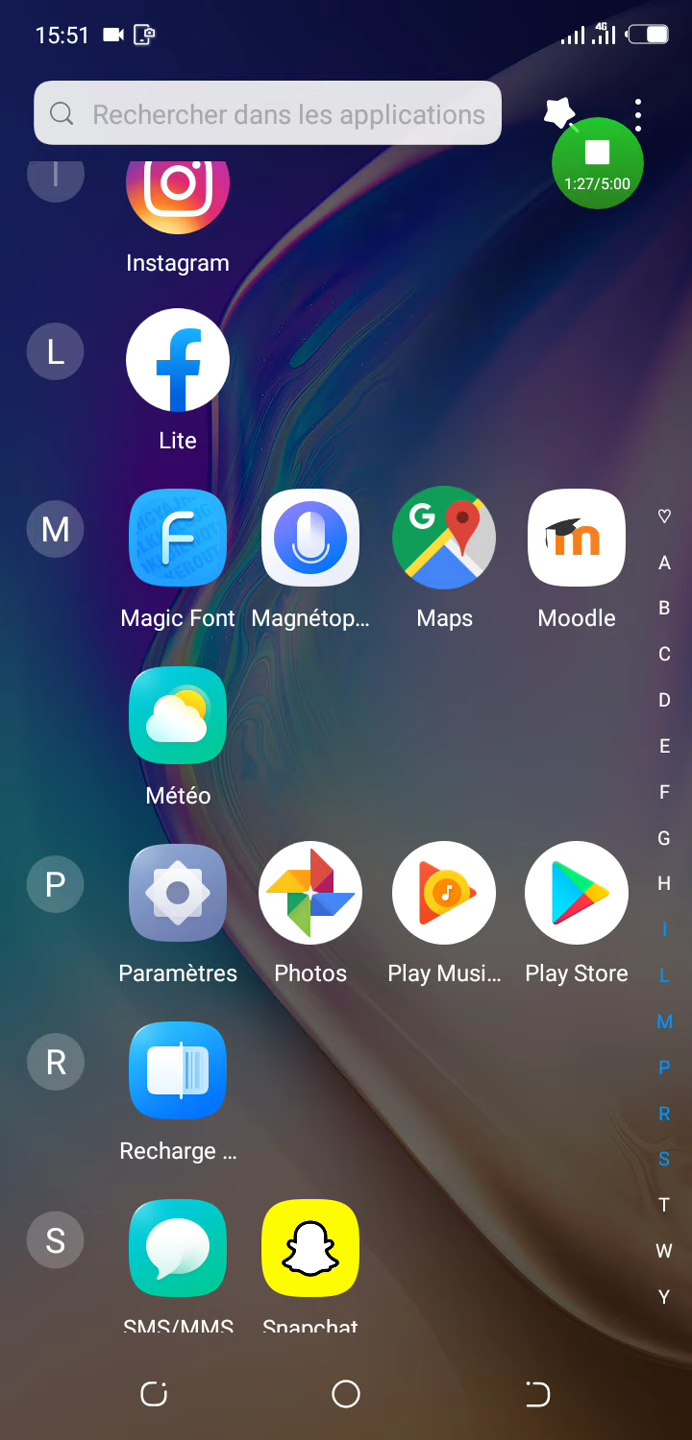 15:51
4G
Rechercher dans les applications
1:27/5:00
I
Instagram
L
Lite
M
Magic Font
Magnétop...
Maps
Moodle
Météo
P
Paramètres
Photos
Play Musi...
Play Store
R
Recharge ...
S
SMS/MMS
Snapchat
A
B
C
D
E
F
G
H
I
L
M
P
R
S
T
W
Y